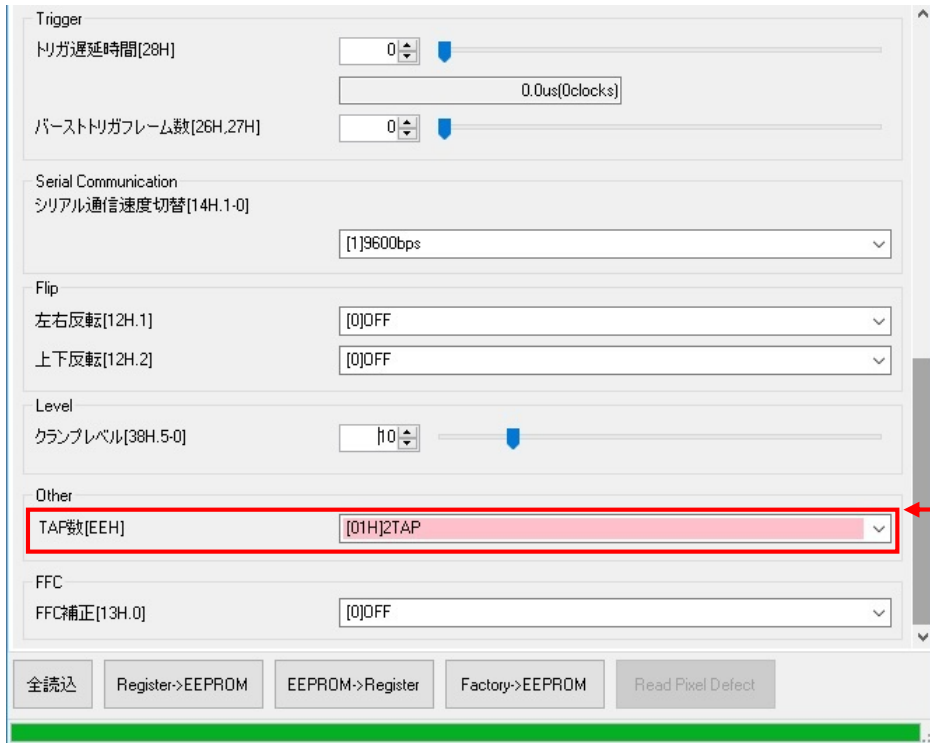 Trigger
トリガ遅延時間[28H] 0
0.0us(0clocks)
バーストトリガフレーム数[26H,27H] 0
Serial Communication
シリアル通信速度切替[14H.1-0]
[1]9600bps
Flip
左右反転[12H.1] [0]OFF
上下反転[12H.2] [0]OFF
Level
クランプレベル[38H.5-0] 10
Other
TAP数[EEH] [01H]2TAP
FFC
FFC補正[13H.0] [0]OFF
全読込 Register->EEPROM EEPROM->Register Factory->EEPROM Read Pixel Defect